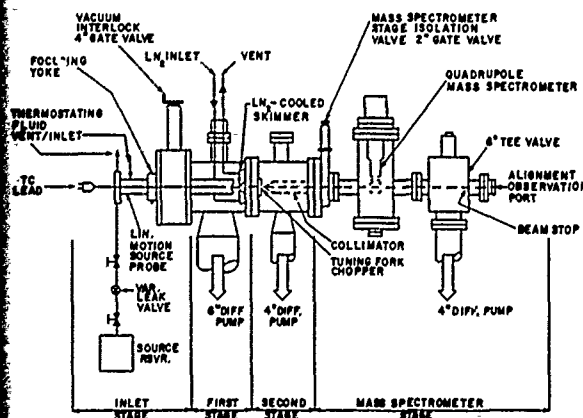 VACUUM
INTERLOCK
4" GATE VALVE
FOCUSING
YOKE
THERMOSTATING
FLUID
VENT/INLET
TC
LEAD
LIN.
MOTION
SOURCE
PROBE
VAR.
LEAK
VALVE
SOURCE
RSVR.
LN2 INLET
VENT
LN2-COOLED
SKIMMER
MASS SPECTROMETER
STAGE ISOLATION
VALVE 2" GATE VALVE
QUADRUPOLE
MASS SPECTROMETER
6" TEE VALVE
ALIGNMENT
OBSERVATION
PORT
BEAM STOP
COLLIMATOR
TUNING FORK
CHOPPER
6" DIFF
PUMP
4" DIFF.
PUMP
4" DIFF. PUMP
INLET
STAGE
FIRST
STAGE
SECOND
STAGE
MASS SPECTROMETER
STAGE